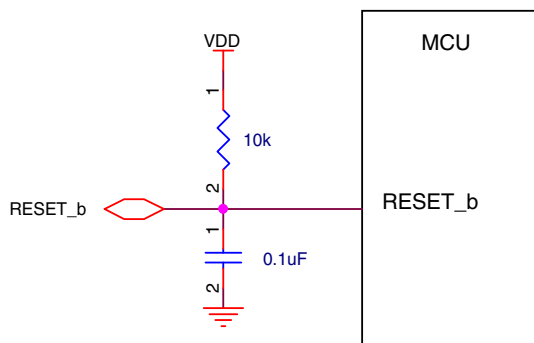 VDD
MCU
1
10k
2
RESET_b
RESET_b
1
0.1uF
2